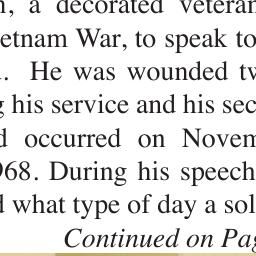 a decorated veteran
etnam War, to speak to
He was wounded tw
his service and his sec
occurred on Novem
968. During his speech
what type of day a sol
Continued on Pag